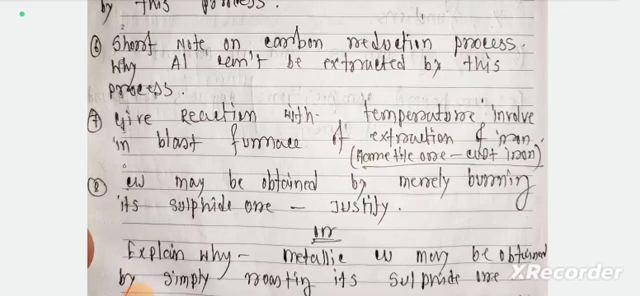 by this process.
⑥ Short Note on carbon reduction process.
Why Al can't be extracted by this
process.
⑦ Give Reaction with temperature involve
in blast furnace of extraction of iron.
(Hametite ore - cast iron)
⑧ cu may be obtained by merely burning
its sulphide ore - Justify.
or
Explain why - metallic cu may be obtained
by simply roasting its sulphide ore
XRecorder